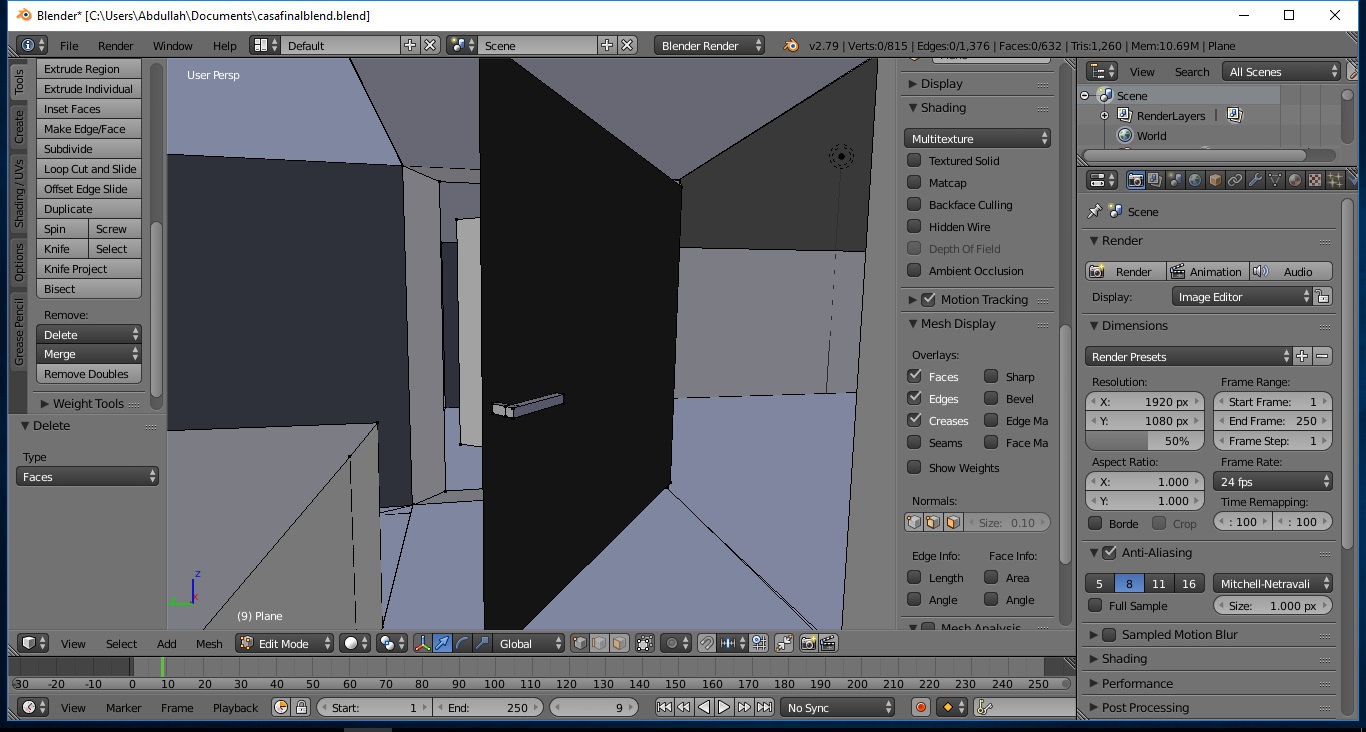 Blender* [C:\Users\Abdullah\Documents\casafinalblend.blend]
File Render Window Help Default Scene Blender Render v2.79 | Verts:0/815 | Edges:0/1,376 | Faces:0/632 | Tris:1,260 | Mem:10.69M | Plane
Tools
Create
Shading / UVs
Options
Grease Pencil
Extrude Region
Extrude Individual
Inset Faces
Make Edge/Face
Subdivide
Loop Cut and Slide
Offset Edge Slide
Duplicate
Spin Screw
Knife Select
Knife Project
Bisect
Remove:
Delete
Merge
Remove Doubles
Weight Tools
Delete
Type
Faces
User Persp
z
(9) Plane
Display
Shading
Multitexture
Textured Solid
Matcap
Backface Culling
Hidden Wire
Depth Of Field
Ambient Occlusion
Motion Tracking
Mesh Display
Overlays:
Faces Sharp
Edges Bevel
Creases Edge Ma
Seams Face Ma
Show Weights
Normals:
Size: 0.10
Edge Info: Face Info:
Length Area
Angle Angle
Mesh Analysis
View Search All Scenes
Scene
RenderLayers |
World
Scene
Render
Render Animation Audio
Display: Image Editor
Dimensions
Render Presets
Resolution: Frame Range:
X: 1920 px Start Frame: 1
Y: 1080 px End Frame: 250
50% Frame Step: 1
Aspect Ratio: Frame Rate:
X: 1.000 24 fps
Y: 1.000 Time Remapping:
Borde Crop : 100 : 100
Anti-Aliasing
5 8 11 16 Mitchell-Netravali
Full Sample Size: 1.000 px
Sampled Motion Blur
Shading
Performance
Post Processing
View Select Add Mesh Edit Mode Global
-30 -20 -10 0 10 20 30 40 50 60 70 80 90 100 110 120 130 140 150 160 170 180 190 200 210 220 230 240 250
View Marker Frame Playback Start: 1 End: 250 9 No Sync